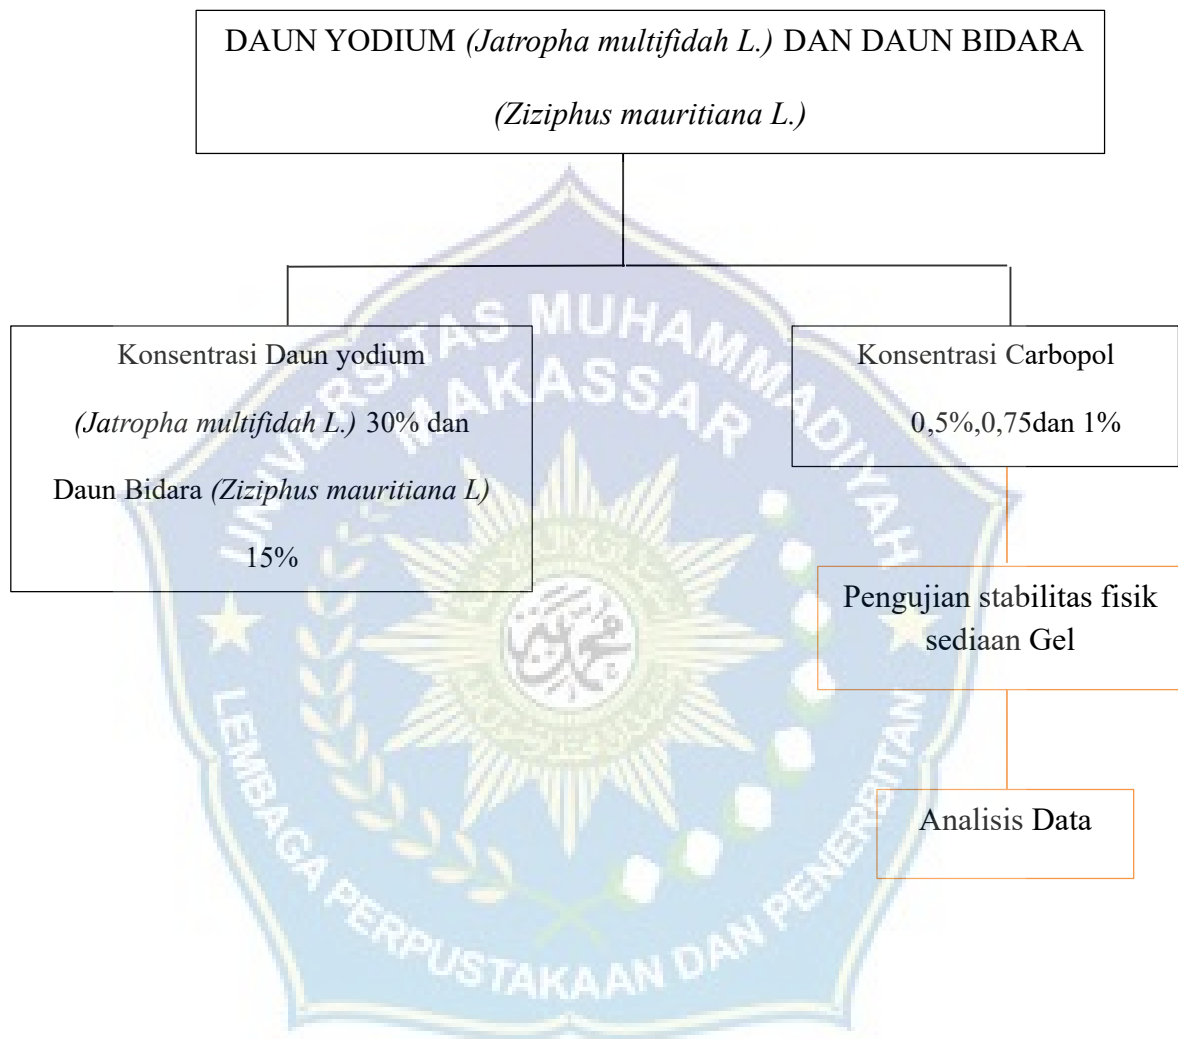 DAUN YODIUM (Jatropha multifidah L.) DAN DAUN BIDARA
(Ziziphus mauritiana L.)
Konsentrasi Daun yodium
(Jatropha multifidah L.) 30% dan
Daun Bidara (Ziziphus mauritiana L)
15%
Konsentrasi Carbopol
0,5%,0,75dan 1%
Pengujian stabilitas fisik
sediaan Gel
Analisis Data
UNIVERSITAS MUHAMMADIYAH
MAKASSAR
LEMBAGA PERPUSTAKAAN DAN PENERBITAN